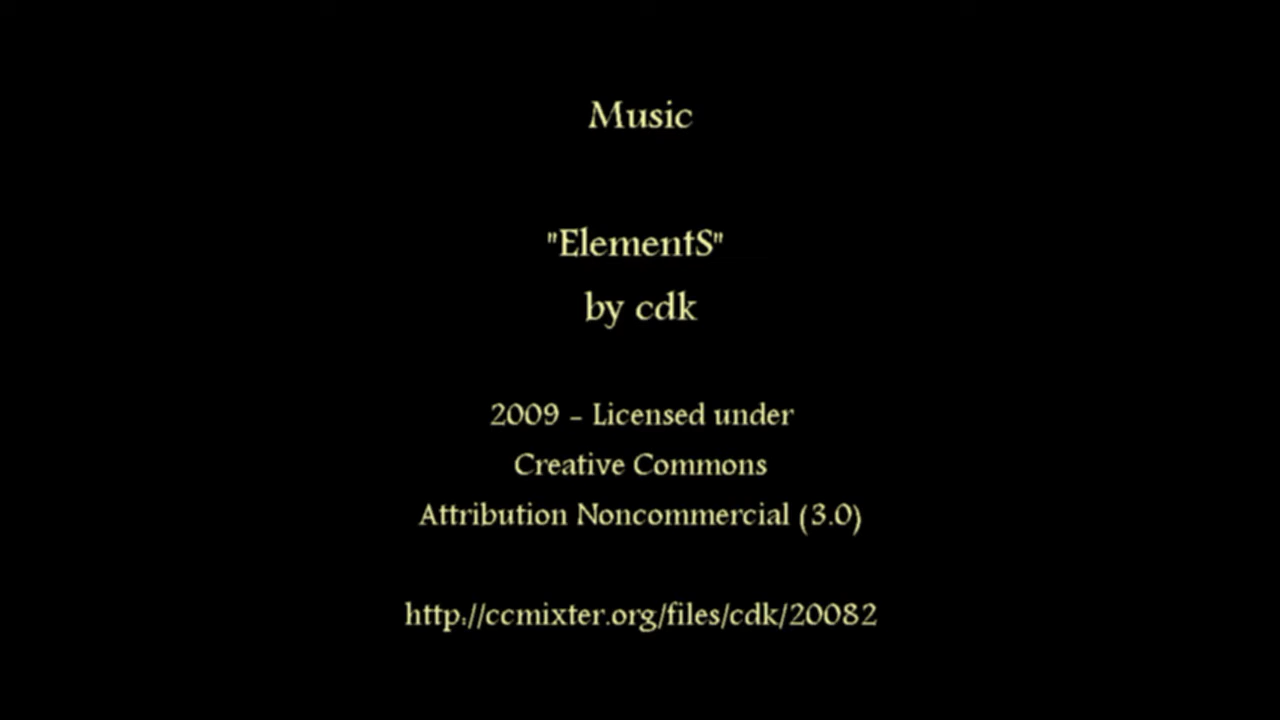 Music
"ElementS"
by cdk
2009 - Licensed under
Creative Commons
Attribution Noncommercial (3.0)
http://ccmixter.org/files/cdk/20082